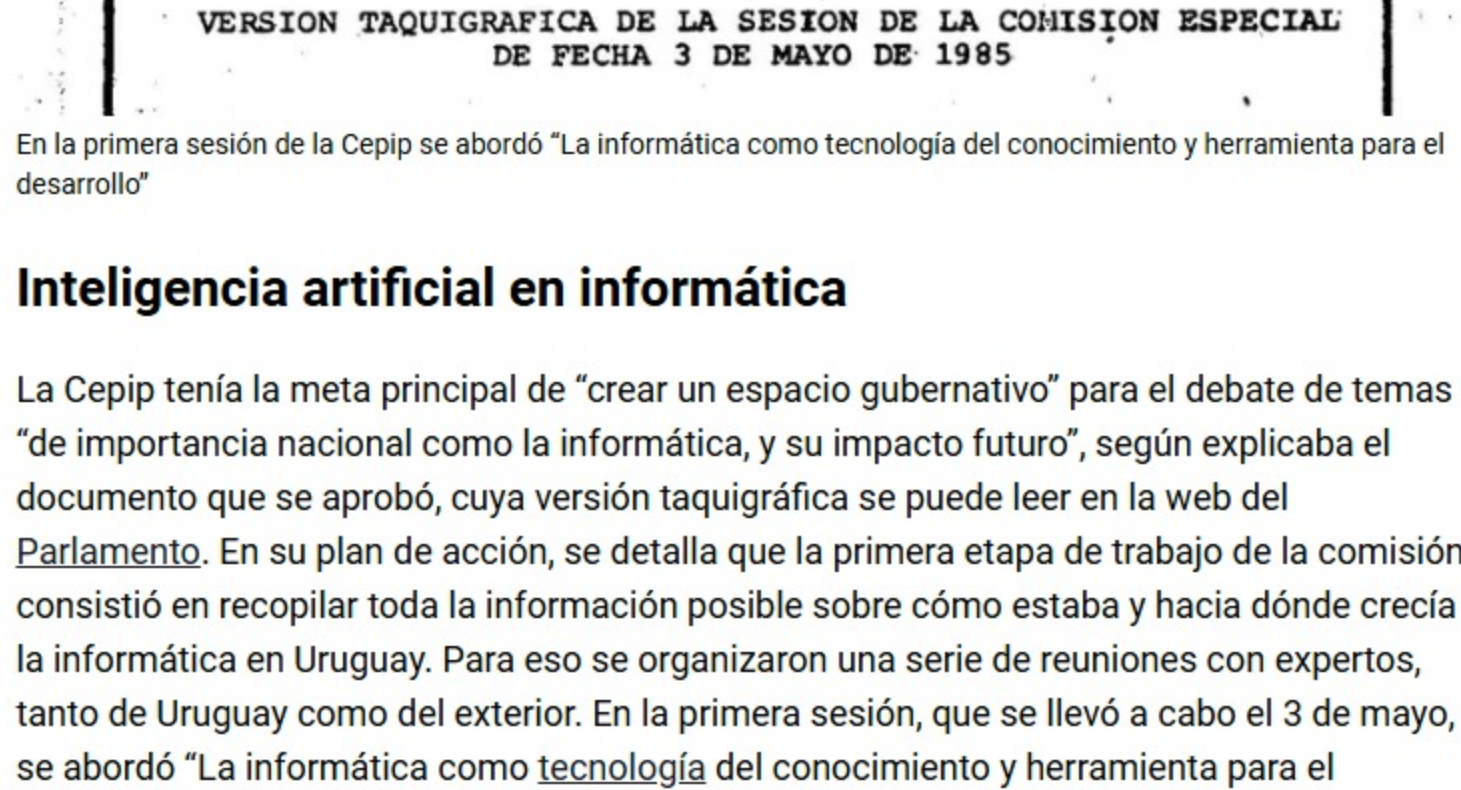 VERSION TAQUIGRAFICA DE LA SESION DE LA COMISION ESPECIAL
DE FECHA 3 DE MAYO DE 1985
En la primera sesión de la Cepip se abordó “La informática como tecnología del conocimiento y herramienta para el
desarrollo”
Inteligencia artificial en informática
La Cepip tenía la meta principal de “crear un espacio gubernativo” para el debate de temas
“de importancia nacional como la informática, y su impacto futuro”, según explicaba el
documento que se aprobó, cuya versión taquigráfica se puede leer en la web del
Parlamento. En su plan de acción, se detalla que la primera etapa de trabajo de la comisión
consistió en recopilar toda la información posible sobre cómo estaba y hacia dónde crecía
la informática en Uruguay. Para eso se organizaron una serie de reuniones con expertos,
tanto de Uruguay como del exterior. En la primera sesión, que se llevó a cabo el 3 de mayo,
se abordó “La informática como tecnología del conocimiento y herramienta para el